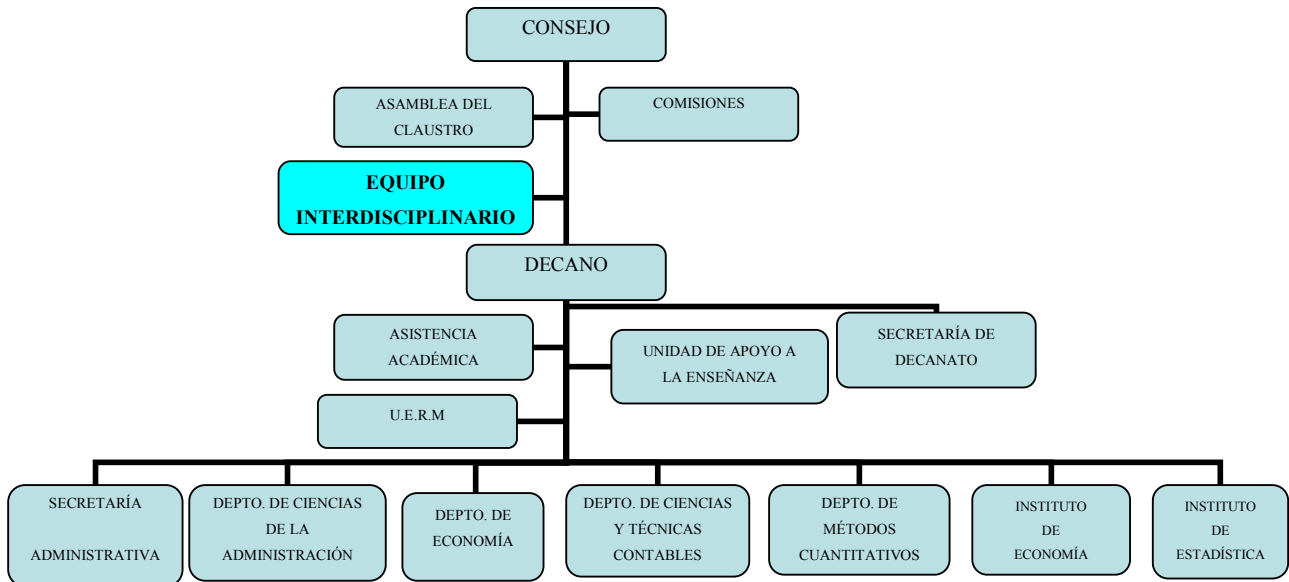 CONSEJO
ASAMBLEA DEL
CLAUSTRO
COMISIONES
EQUIPO
INTERDISCIPLINARIO
DECANO
ASISTENCIA
ACADÉMICA
UNIDAD DE APOYO A
LA ENSEÑANZA
SECRETARÍA DE
DECANATO
U.E.R.M
SECRETARÍA
ADMINISTRATIVA
DEPTO. DE CIENCIAS
DE LA
ADMINISTRACIÓN
DEPTO. DE
ECONOMÍA
DEPTO. DE CIENCIAS
Y TÉCNICAS
CONTABLES
DEPTO. DE
MÉTODOS
CUANTITATIVOS
INSTITUTO
DE
ECONOMÍA
INSTITUTO
DE
ESTADÍSTICA